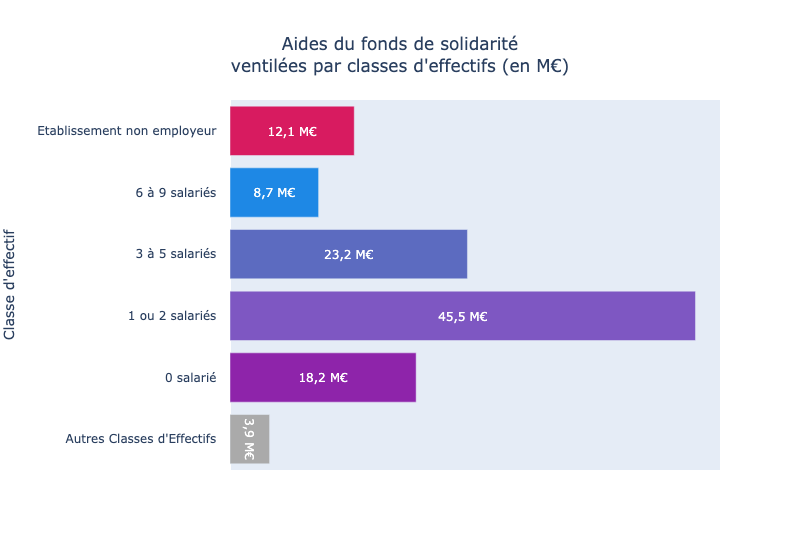 Aides du fonds de solidarité
ventilées par classes d'effectifs (en M€)
Classe d'effectif
Etablissement non employeur
12,1 M€
6 à 9 salariés
8,7 M€
3 à 5 salariés
23,2 M€
1 ou 2 salariés
45,5 M€
0 salarié
18,2 M€
Autres Classes d'Effectifs
3,9 M€